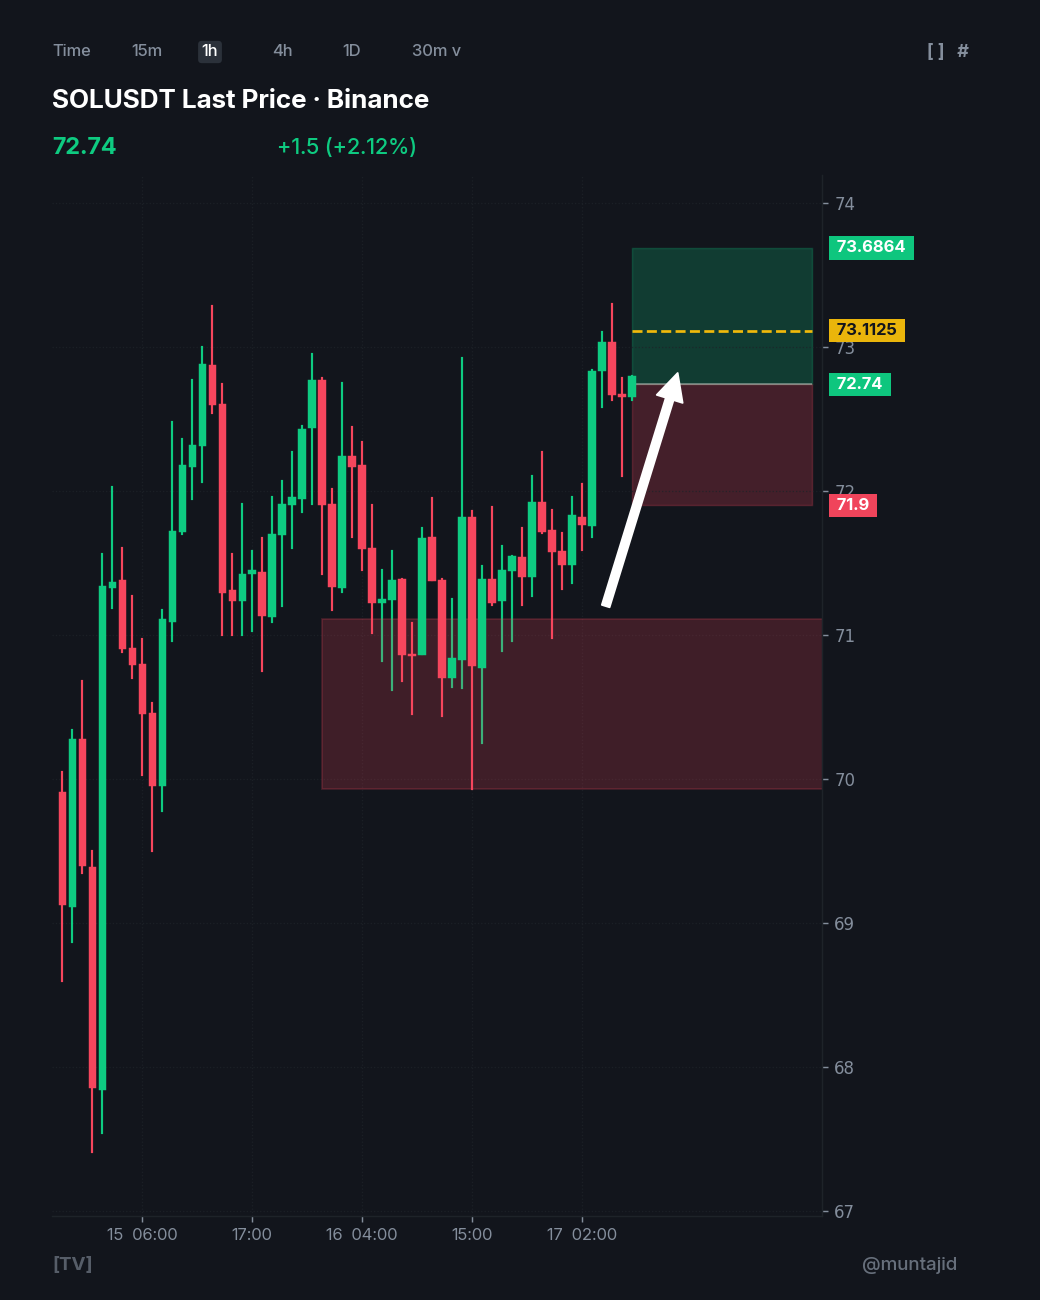 Time 15m 1h 4h 1D 30m v [ ] #
SOLUSDT Last Price · Binance
72.74 +1.5 (+2.12%)
74
73.6864
73.1125
73
72.74
72
71.9
71
70
69
68
67
15 06:00 17:00 16 04:00 15:00 17 02:00
[TV] @muntajid